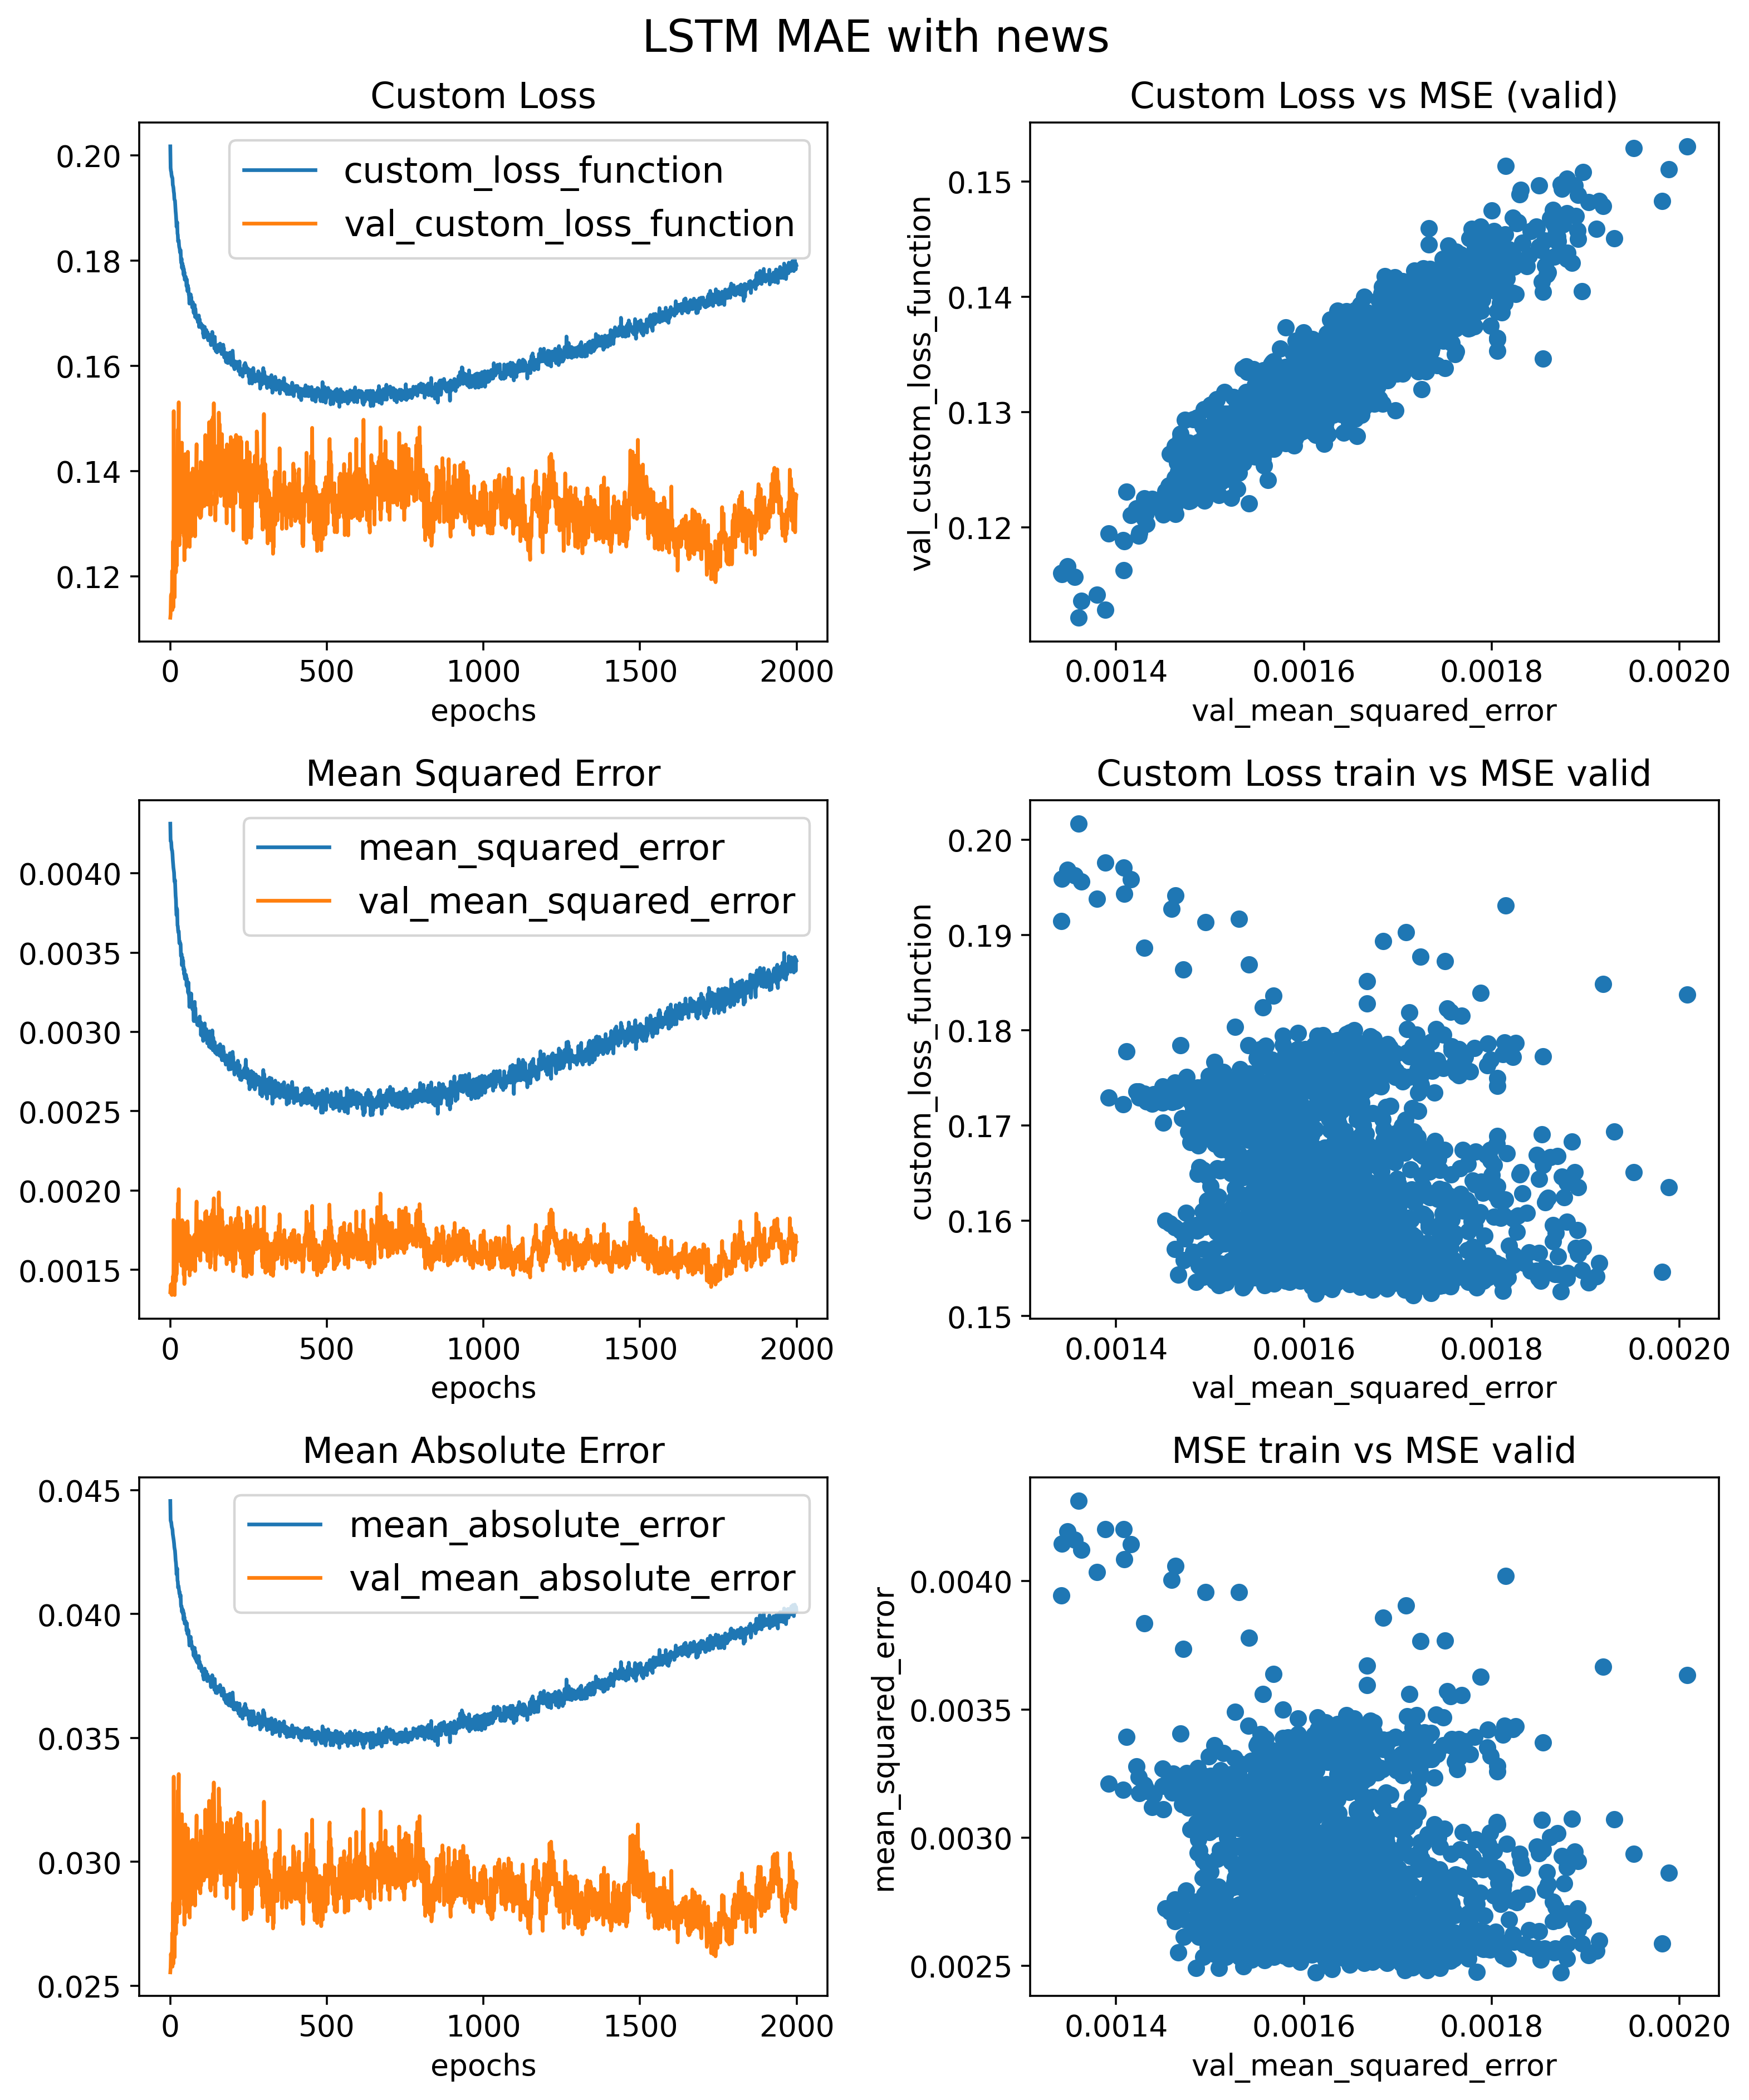 LSTM MAE with news
Custom Loss
custom_loss_function
val_custom_loss_function
0.20
0.18
0.16
0.14
0.12
0 500 1000 1500 2000
epochs
Custom Loss vs MSE (valid)
val_custom_loss_function
0.15
0.14
0.13
0.12
0.0014 0.0016 0.0018 0.0020
val_mean_squared_error
Mean Squared Error
mean_squared_error
val_mean_squared_error
0.0040
0.0035
0.0030
0.0025
0.0020
0.0015
0 500 1000 1500 2000
epochs
Custom Loss train vs MSE valid
custom_loss_function
0.20
0.19
0.18
0.17
0.16
0.15
0.0014 0.0016 0.0018 0.0020
val_mean_squared_error
Mean Absolute Error
mean_absolute_error
val_mean_absolute_error
0.045
0.040
0.035
0.030
0.025
0 500 1000 1500 2000
epochs
MSE train vs MSE valid
mean_squared_error
0.0040
0.0035
0.0030
0.0025
0.0014 0.0016 0.0018 0.0020
val_mean_squared_error